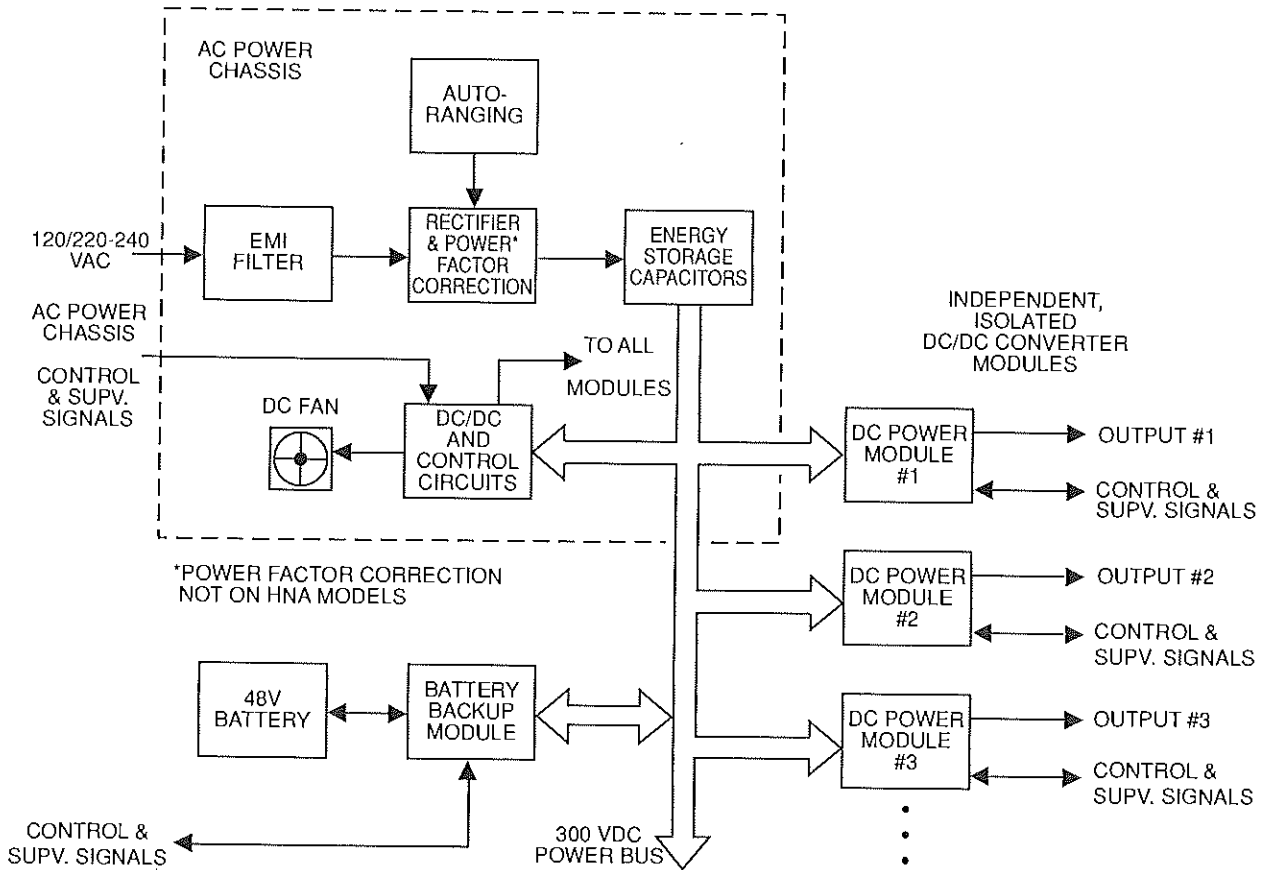 AC POWER
CHASSIS
AUTO-
RANGING
120/220-240
VAC
EMI
FILTER
RECTIFIER
& POWER*
FACTOR
CORRECTION
ENERGY
STORAGE
CAPACITORS
AC POWER
CHASSIS
CONTROL
& SUPV.
SIGNALS
TO ALL
MODULES
DC FAN
DC/DC
AND
CONTROL
CIRCUITS
INDEPENDENT,
ISOLATED
DC/DC CONVERTER
MODULES
DC POWER
MODULE
#1
OUTPUT #1
CONTROL &
SUPV. SIGNALS
*POWER FACTOR CORRECTION
NOT ON HNA MODELS
DC POWER
MODULE
#2
OUTPUT #2
CONTROL &
SUPV. SIGNALS
48V
BATTERY
BATTERY
BACKUP
MODULE
DC POWER
MODULE
#3
OUTPUT #3
CONTROL &
SUPV. SIGNALS
CONTROL &
SUPV. SIGNALS
300 VDC
POWER BUS